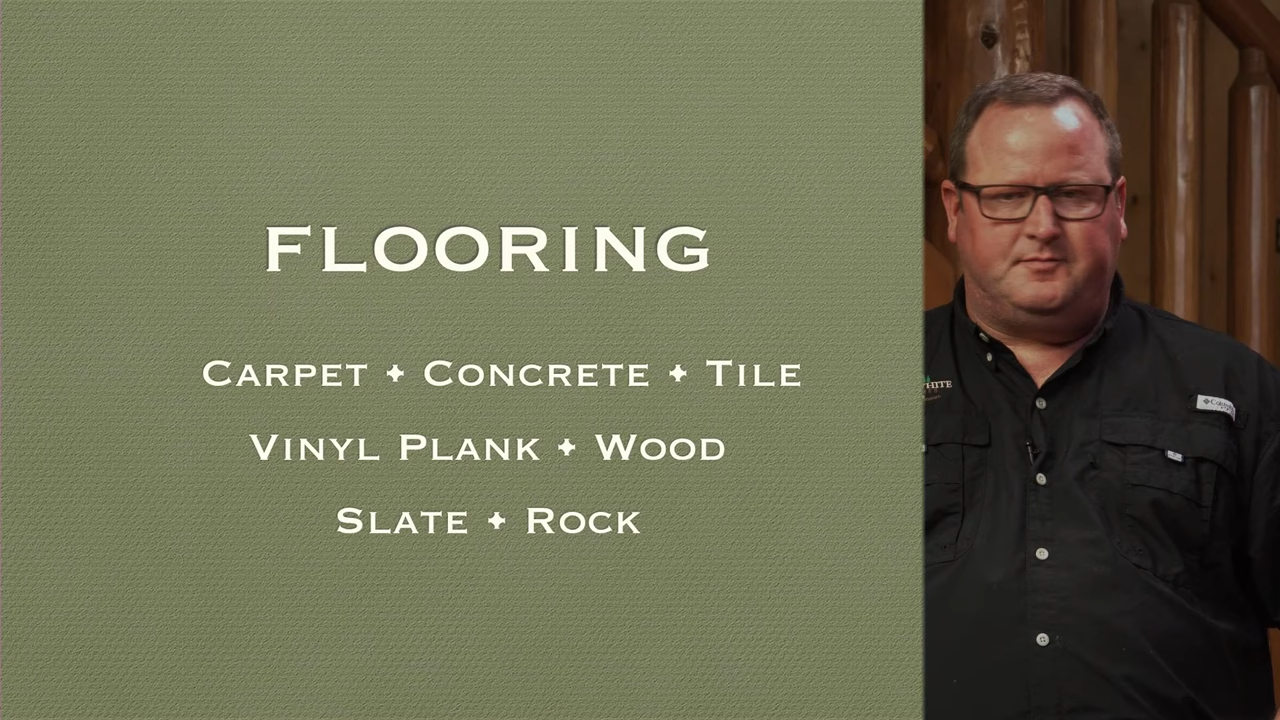 FLOORING
CARPET ✦ CONCRETE ✦ TILE
VINYL PLANK ✦ WOOD
SLATE ✦ ROCK